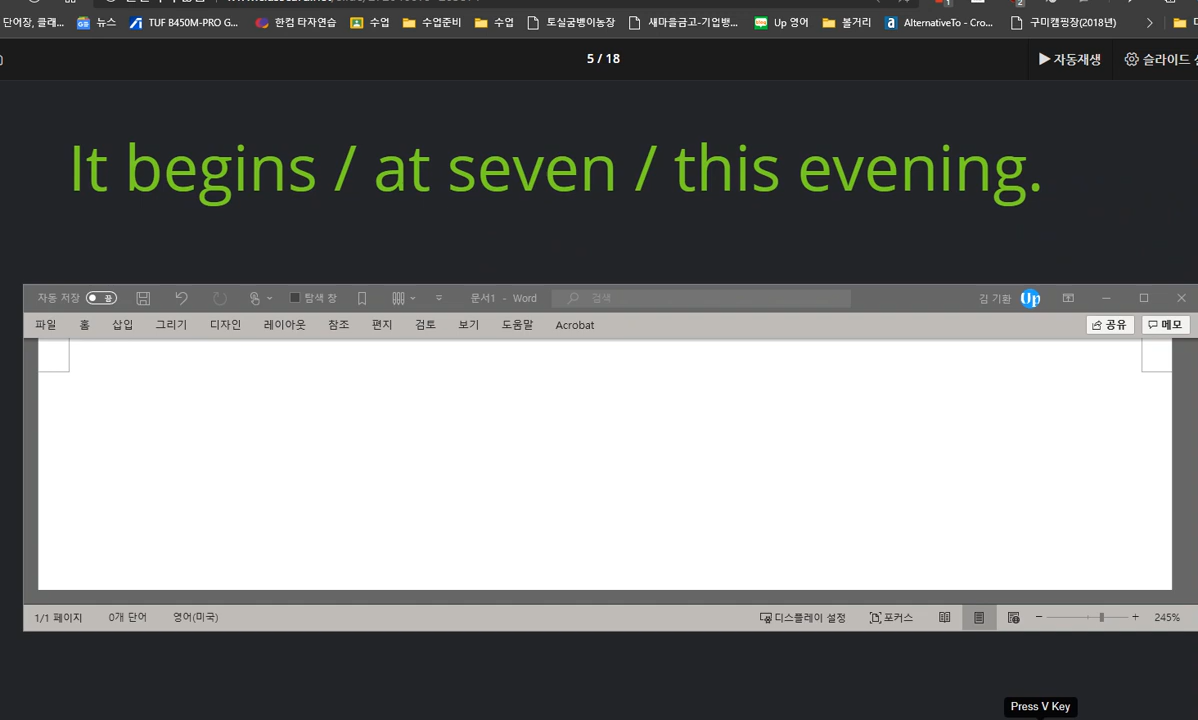 단어장, 클래... 뉴스 TUF B450M-PRO G... 한컴 타자연습 수업 수업준비 수업 토실굼벵이농장 새마을금고-기업뱅... Up 영어 볼거리 AlternativeTo - Cro... 구미캠핑장(2018년)
5 / 18
자동재생
슬라이드
It begins / at seven / this evening.
자동 저장 끔 탐색 창 문서1 - Word 검색 김 기환 Up
파일 홈 삽입 그리기 디자인 레이아웃 참조 편지 검토 보기 도움말 Acrobat 공유 메모
1/1 페이지 0개 단어 영어(미국) 디스플레이 설정 포커스 245%
Press V Key